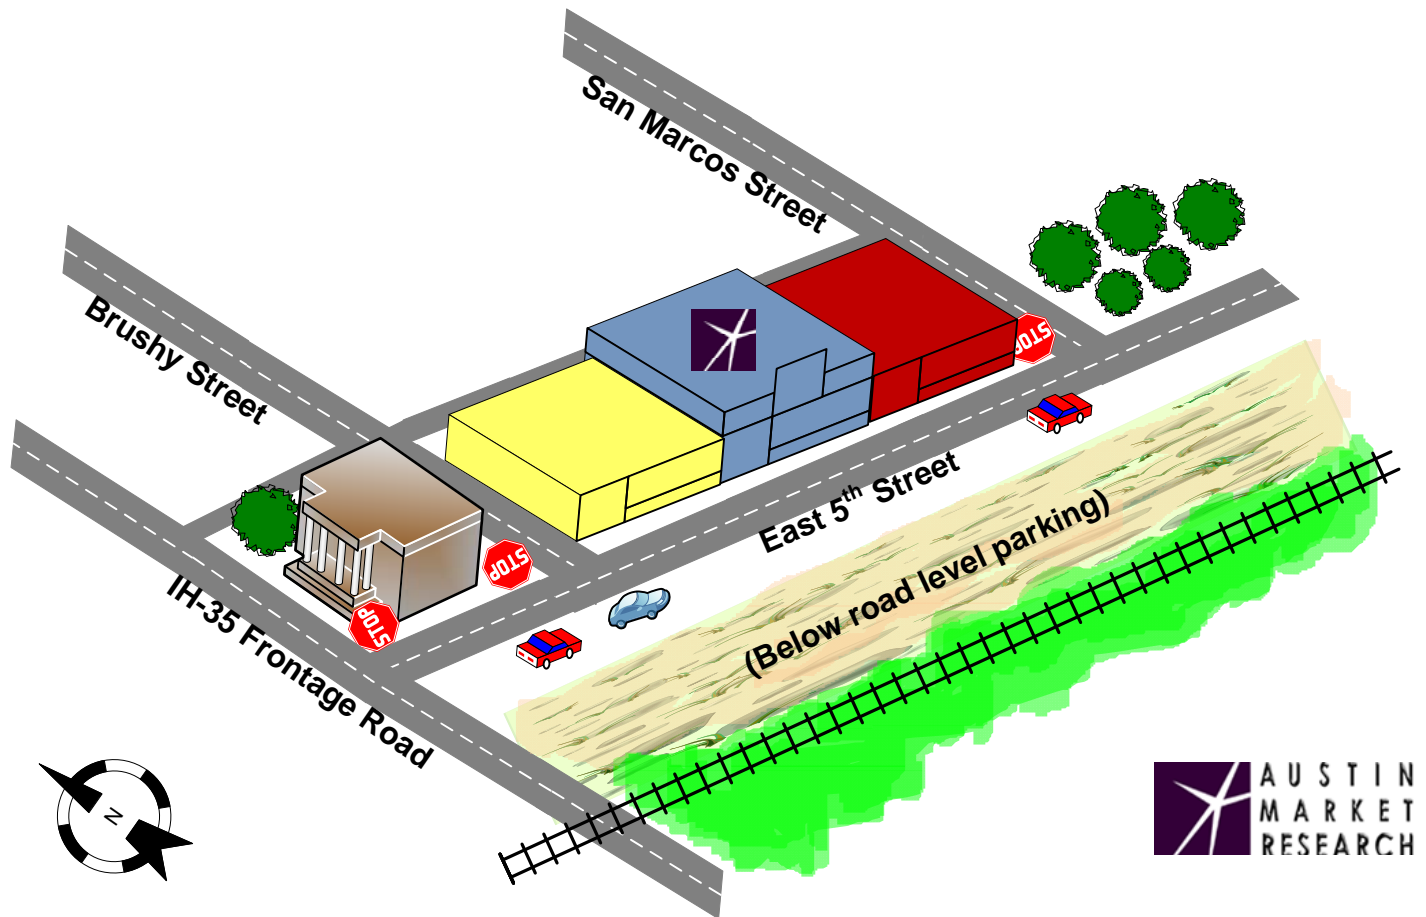 San Marcos Street
STOP
Brushy Street
East 5th Street
STOP
(Below road level parking)
STOP
IH-35 Frontage Road
N
AUSTIN
MARKET
RESEARCH